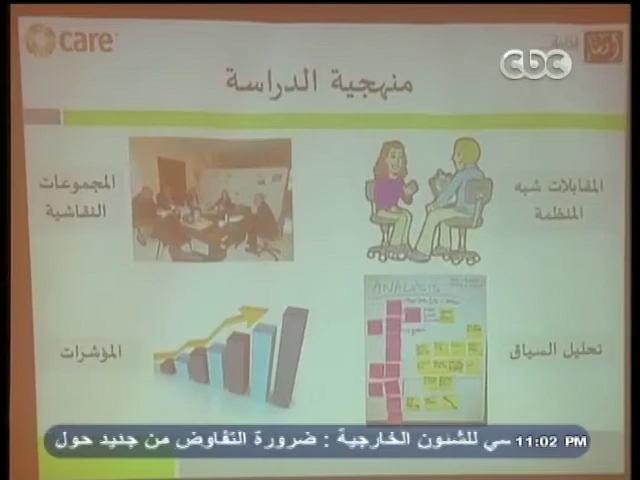 care
cbc
منهجية الدراسة
المقابلات شبه
المنظمة
المجموعات
النقاشية
ANALYSIS
تحليل السياق
المؤشرات
سي للشئون الخارجية : ضرورة التفاوض من جديد حول
11:02 PM